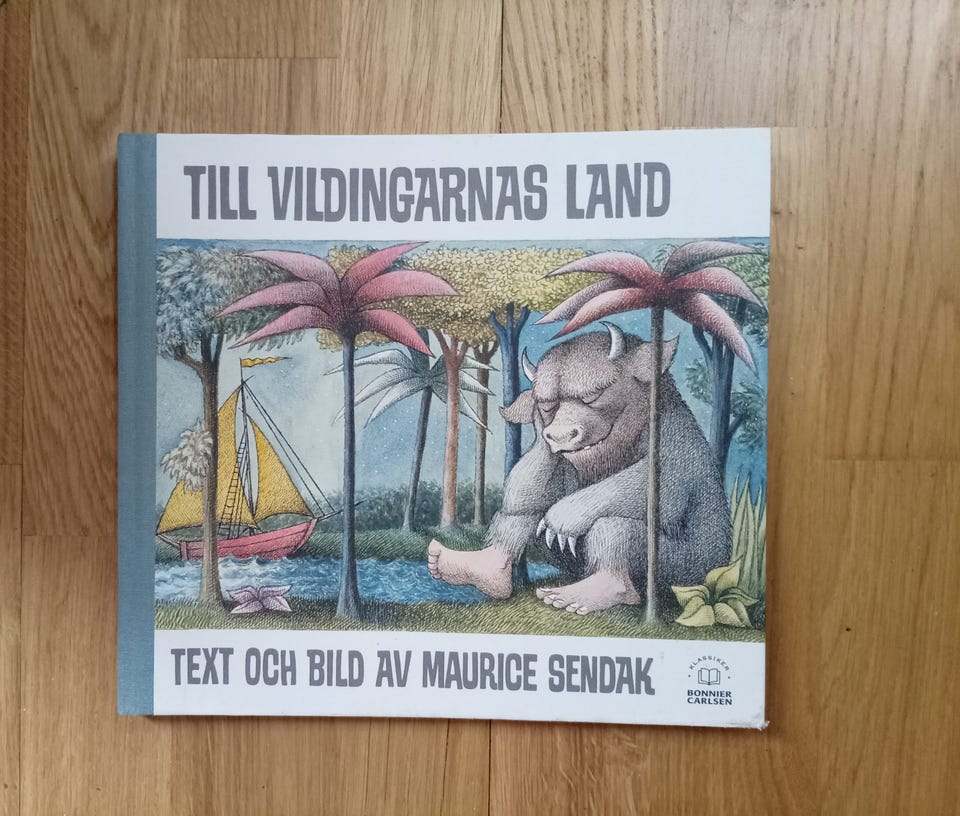 TILL VILDINGARNAS LAND
TEXT OCH BILD AV MAURICE SENDAK
KLASSIKER
BONNIER
CARLSEN